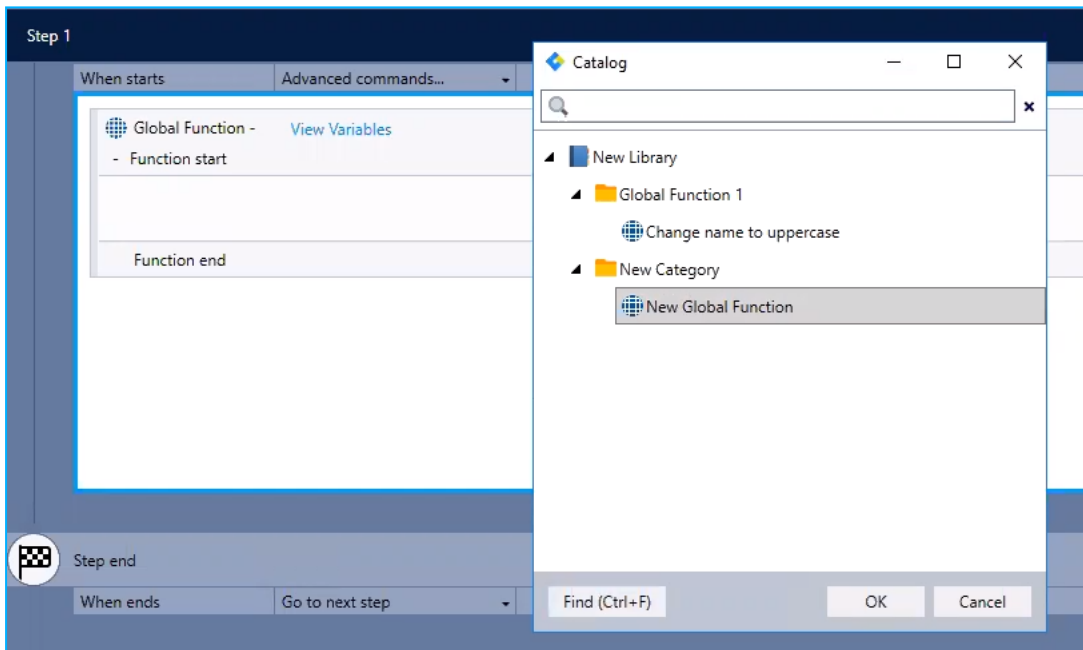 Step 1
When starts
Advanced commands...
Global Function -
View Variables
- Function start
Function end
Step end
When ends
Go to next step
Catalog
New Library
Global Function 1
Change name to uppercase
New Category
New Global Function
Find (Ctrl+F)
OK
Cancel